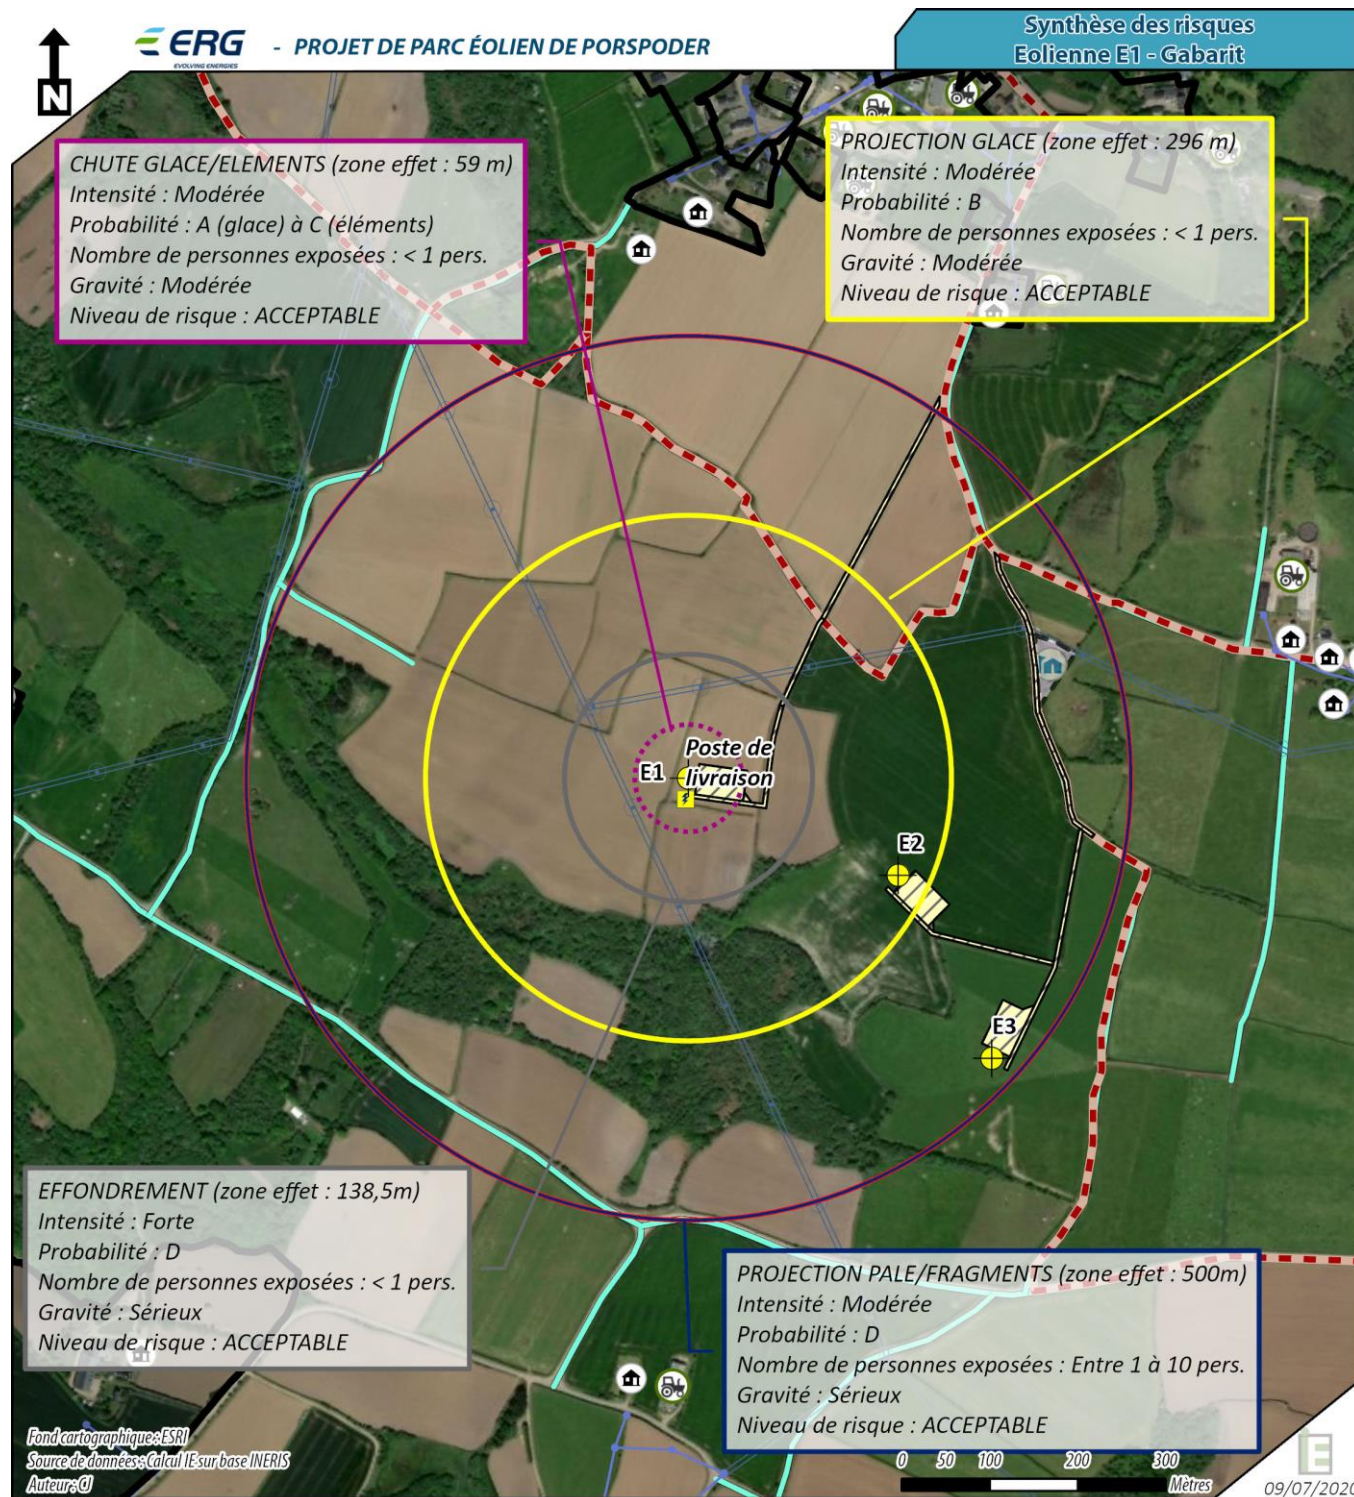 ERG
EVOLVING ENERGIES
- PROJET DE PARC ÉOLIEN DE PORSPODER
Synthèse des risques
Eolienne E1 - Gabarit
N
CHUTE GLACE/ELEMENTS (zone effet : 59 m)
Intensité : Modérée
Probabilité : A (glace) à C (éléments)
Nombre de personnes exposées : < 1 pers.
Gravité : Modérée
Niveau de risque : ACCEPTABLE
PROJECTION GLACE (zone effet : 296 m)
Intensité : Modérée
Probabilité : B
Nombre de personnes exposées : < 1 pers.
Gravité : Modérée
Niveau de risque : ACCEPTABLE
Poste de
livraison
E1
E2
E3
EFFONDREMENT (zone effet : 138,5m)
Intensité : Forte
Probabilité : D
Nombre de personnes exposées : < 1 pers.
Gravité : Sérieux
Niveau de risque : ACCEPTABLE
PROJECTION PALE/FRAGMENTS (zone effet : 500m)
Intensité : Modérée
Probabilité : D
Nombre de personnes exposées : Entre 1 à 10 pers.
Gravité : Sérieux
Niveau de risque : ACCEPTABLE
Fond cartographique : ESRI
Source de données : Calcul IE sur base INERIS
Auteur : GJ
0 50 100 200 300
Mètres
09/07/2020